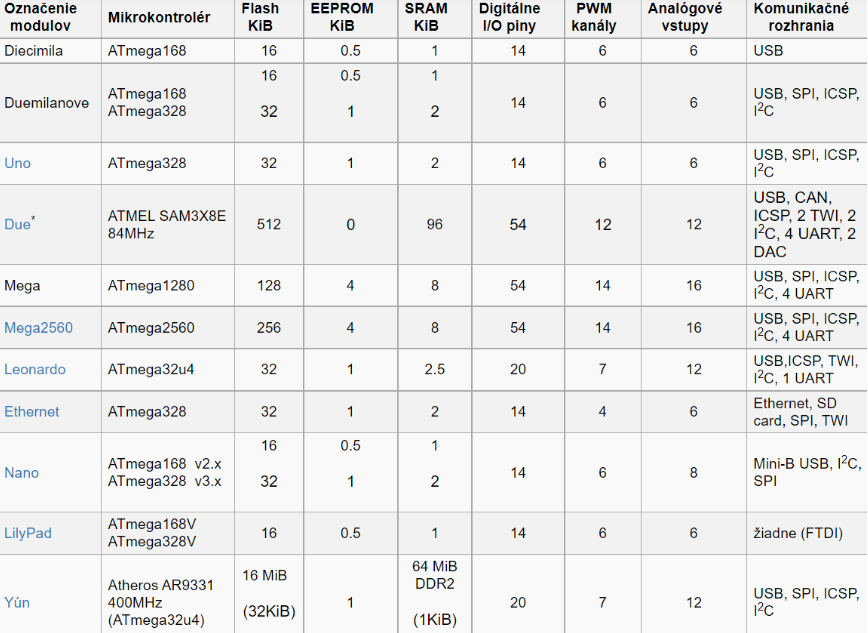 Označenie modulov | Mikrokontrolér | Flash KiB | EEPROM KiB | SRAM KiB | Digitálne I/O piny | PWM kanály | Analógové vstupy | Komunikačné rozhrania
Diecimila | ATmega168 | 16 | 0.5 | 1 | 14 | 6 | 6 | USB
Duemilanove | ATmega168 ATmega328 | 16 32 | 0.5 1 | 1 2 | 14 | 6 | 6 | USB, SPI, ICSP, I²C
Uno | ATmega328 | 32 | 1 | 2 | 14 | 6 | 6 | USB, SPI, ICSP, I²C
Due* | ATMEL SAM3X8E 84MHz | 512 | 0 | 96 | 54 | 12 | 12 | USB, CAN, ICSP, 2 TWI, 2 I²C, 4 UART, 2 DAC
Mega | ATmega1280 | 128 | 4 | 8 | 54 | 14 | 16 | USB, SPI, ICSP, I²C, 4 UART
Mega2560 | ATmega2560 | 256 | 4 | 8 | 54 | 14 | 16 | USB, SPI, ICSP, I²C, 4 UART
Leonardo | ATmega32u4 | 32 | 1 | 2.5 | 20 | 7 | 12 | USB,ICSP, TWI, I²C, 1 UART
Ethernet | ATmega328 | 32 | 1 | 2 | 14 | 4 | 6 | Ethernet, SD card, SPI, TWI
Nano | ATmega168 v2.x ATmega328 v3.x | 16 32 | 0.5 1 | 1 2 | 14 | 6 | 8 | Mini-B USB, I²C, SPI
LilyPad | ATmega168V ATmega328V | 16 | 0.5 | 1 | 14 | 6 | 6 | žiadne (FTDI)
Yún | Atheros AR9331 400MHz (ATmega32u4) | 16 MiB (32KiB) | 1 | 64 MiB DDR2 (1KiB) | 20 | 7 | 12 | USB, SPI, ICSP, I²C